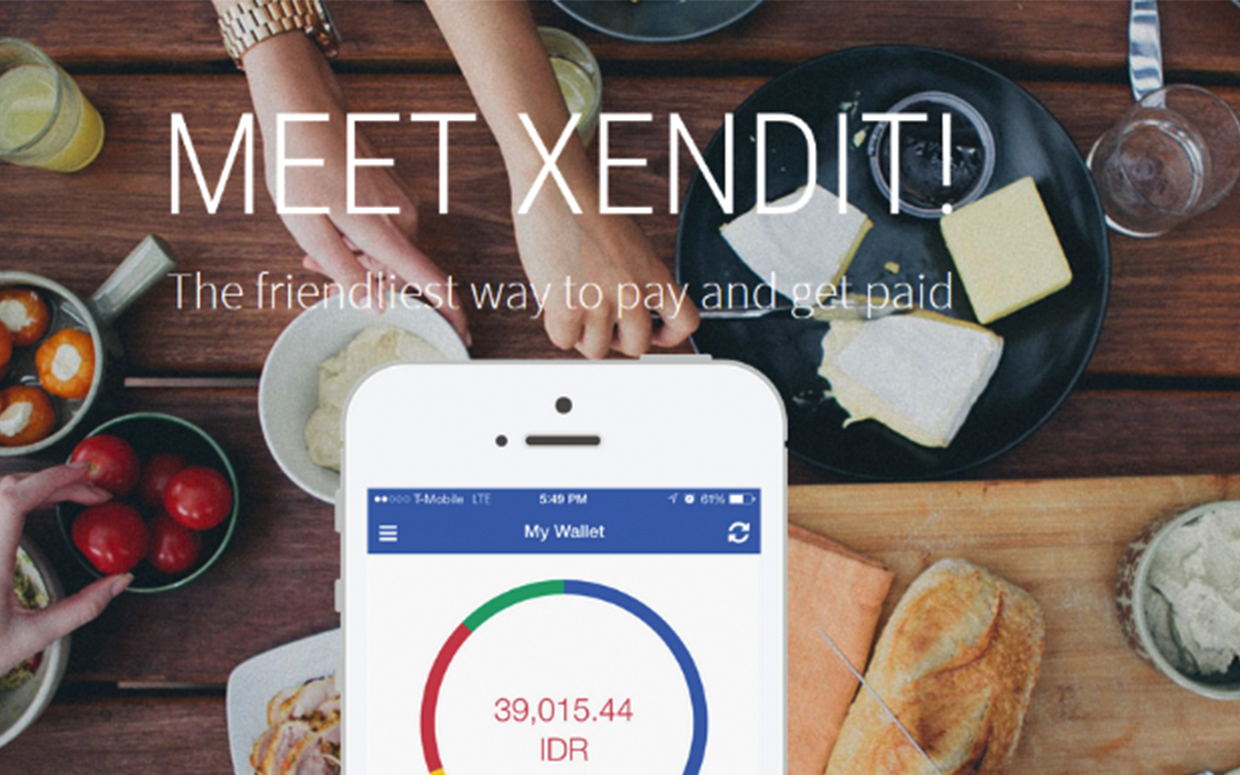 MEET XENDIT!
The friendliest way to pay and get paid
T-Mobile LTE 5:49 PM 61%
My Wallet
39,015.44
IDR